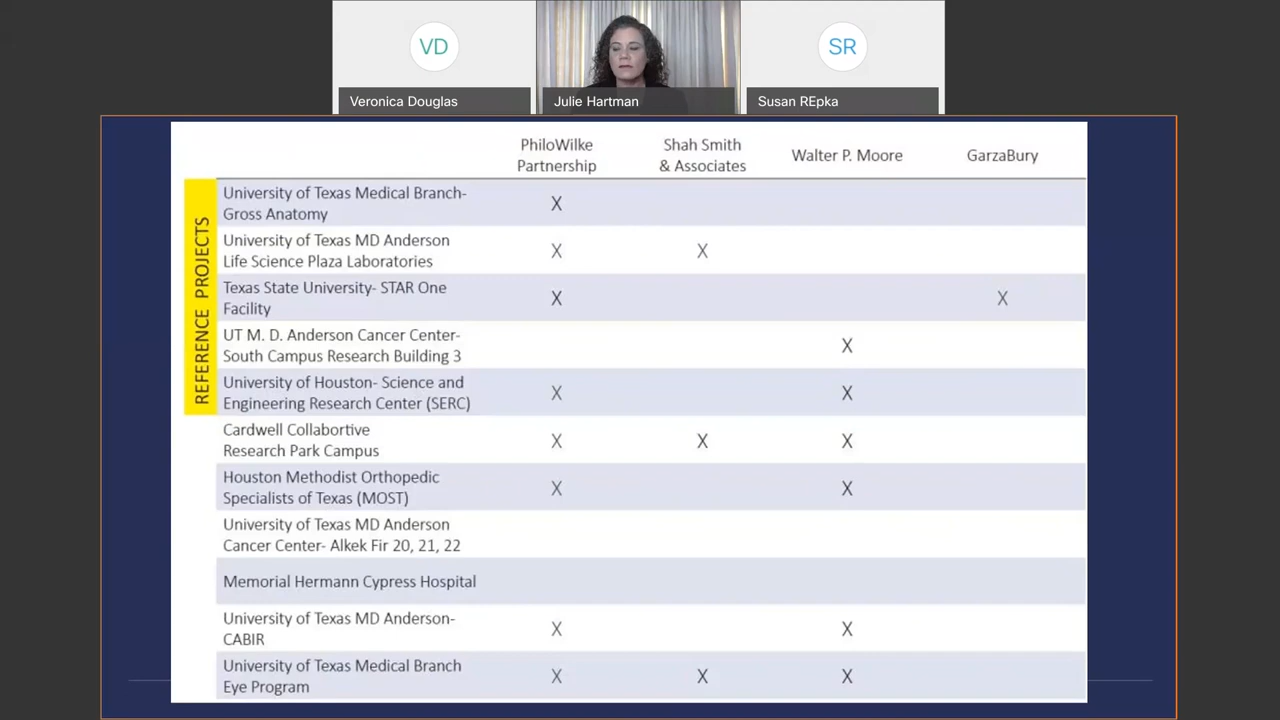 VD
SR
Veronica Douglas
Julie Hartman
Susan REpka
PhiloWilke
Partnership
Shah Smith
& Associates
Walter P. Moore
GarzaBury
REFERENCE PROJECTS
University of Texas Medical Branch-
Gross Anatomy
X
University of Texas MD Anderson
Life Science Plaza Laboratories
X X
Texas State University- STAR One
Facility
X X
UT M. D. Anderson Cancer Center-
South Campus Research Building 3
X
University of Houston- Science and
Engineering Research Center (SERC)
X X
Cardwell Collabortive
Research Park Campus
X X X
Houston Methodist Orthopedic
Specialists of Texas (MOST)
X X
University of Texas MD Anderson
Cancer Center- Alkek Fir 20, 21, 22
Memorial Hermann Cypress Hospital
University of Texas MD Anderson-
CABIR
X X
University of Texas Medical Branch
Eye Program
X X X